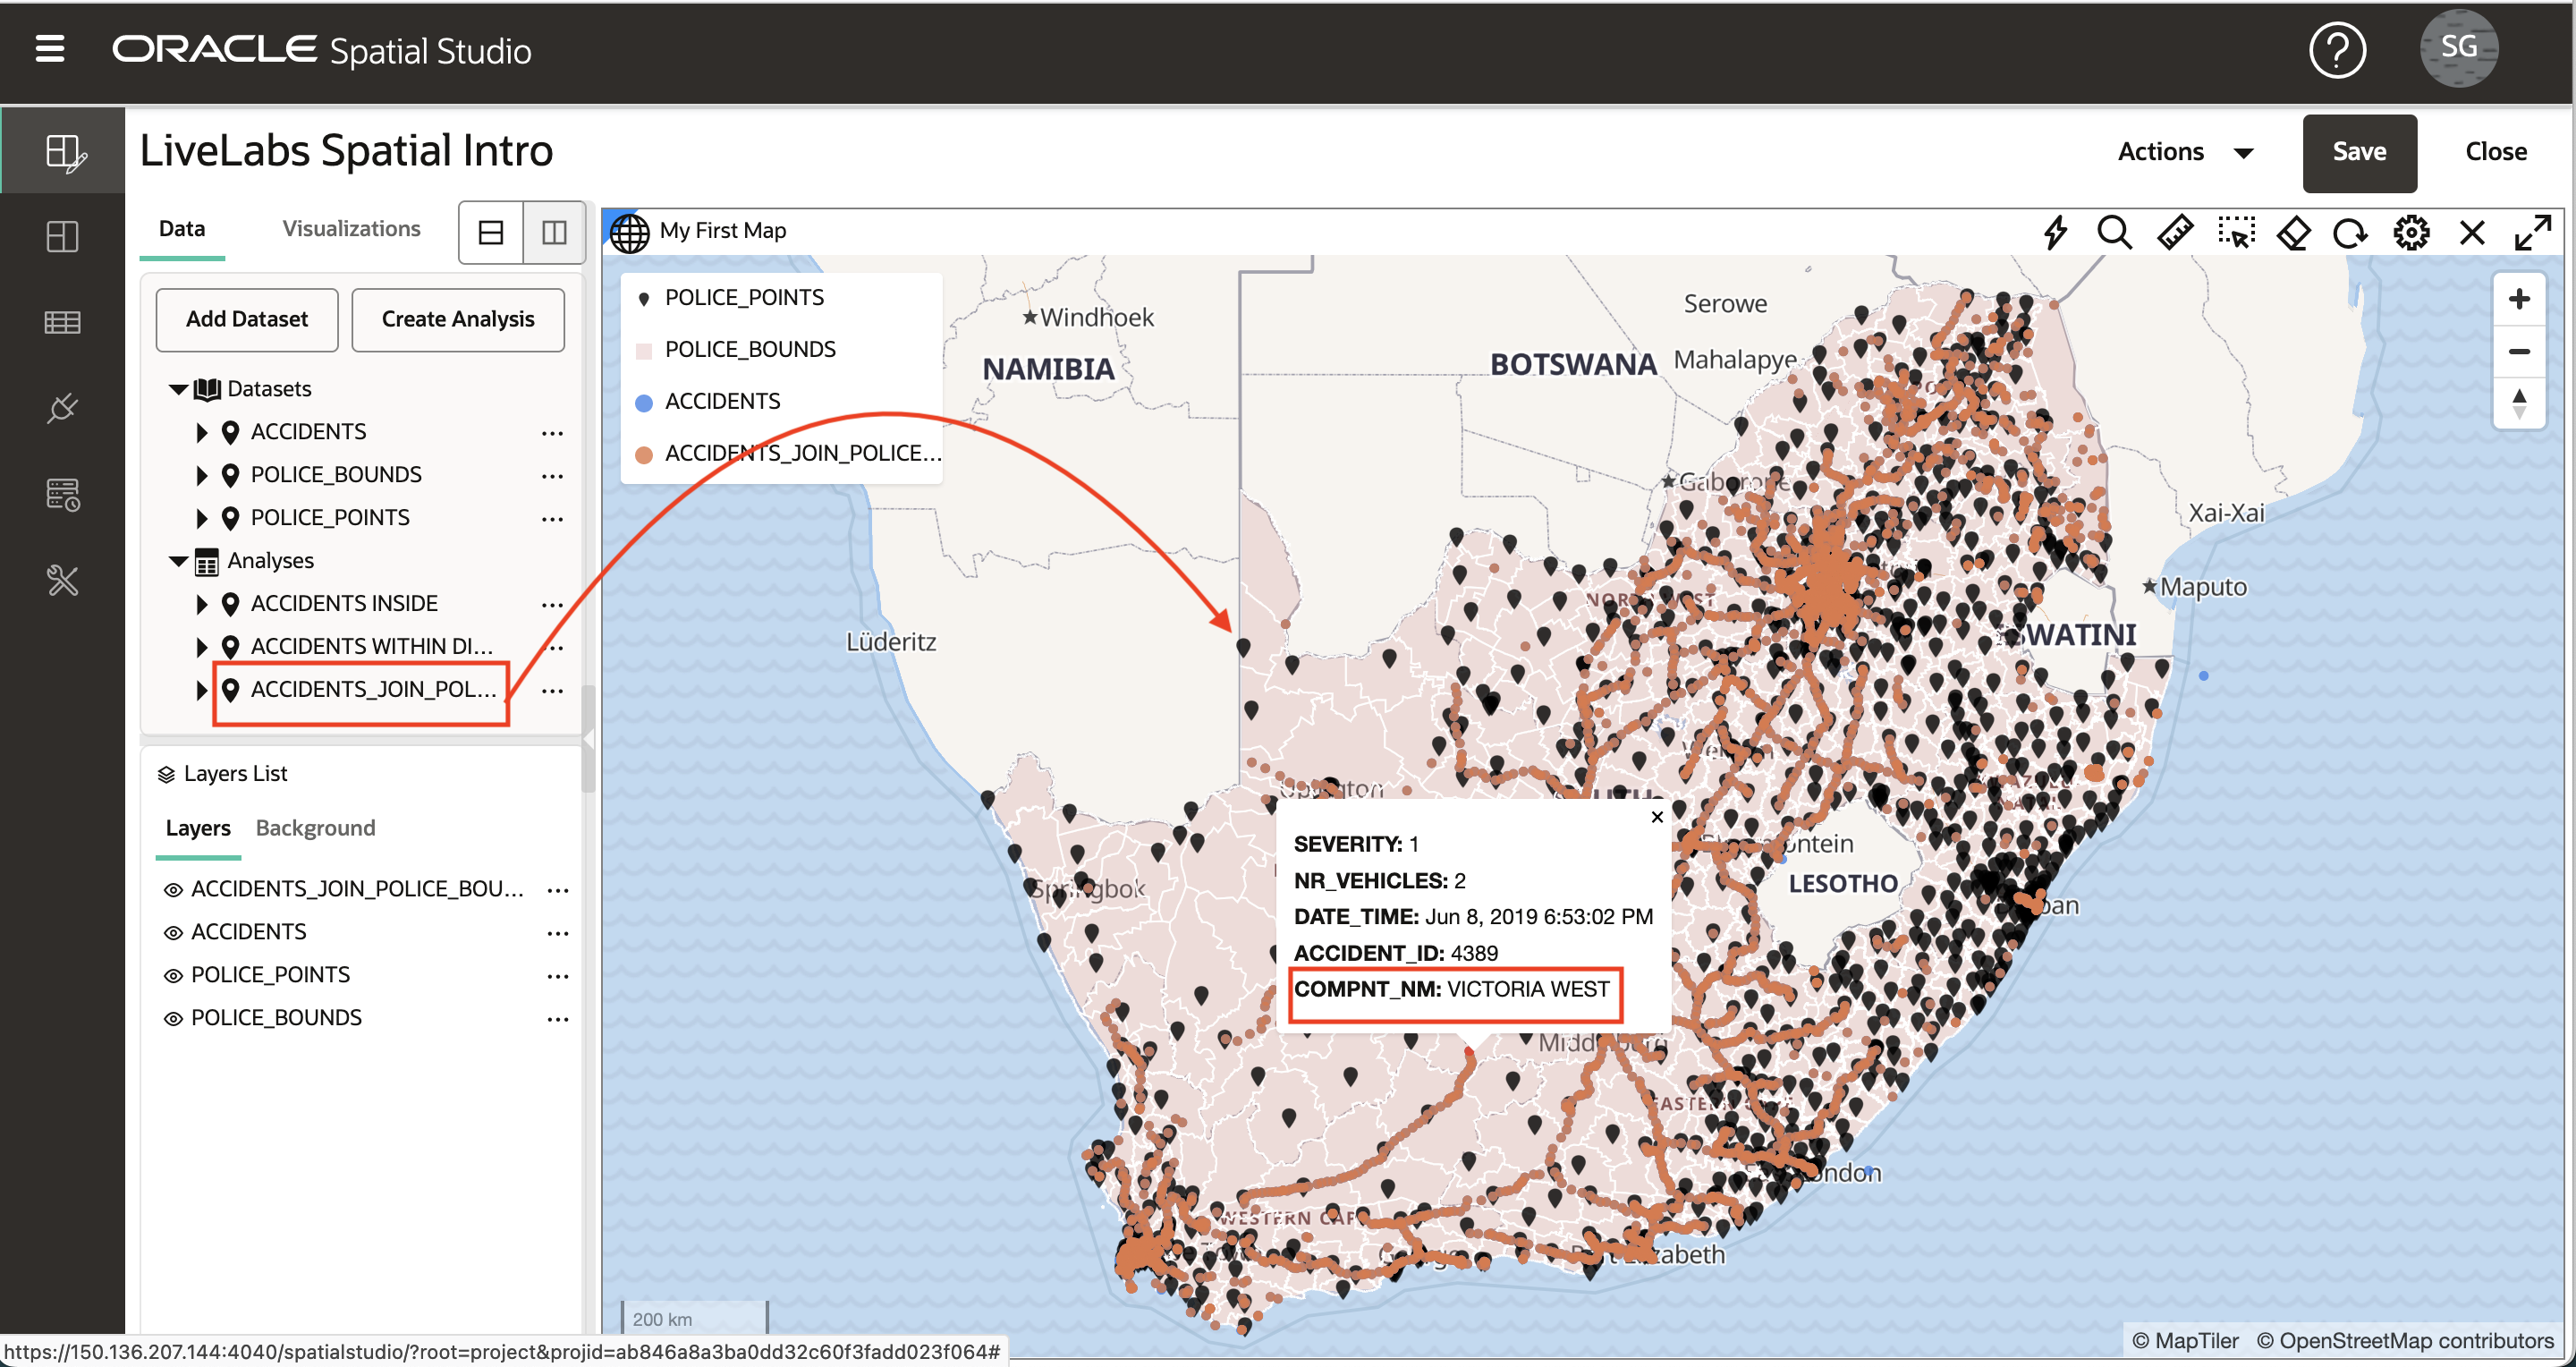 ORACLE Spatial Studio
SG
LiveLabs Spatial Intro
Actions
Save
Close
Data
Visualizations
Add Dataset
Create Analysis
Datasets
ACCIDENTS
POLICE_BOUNDS
POLICE_POINTS
Analyses
ACCIDENTS INSIDE
ACCIDENTS WITHIN DI...
ACCIDENTS_JOIN_POL...
Layers List
Layers
Background
ACCIDENTS_JOIN_POLICE_BOU...
ACCIDENTS
POLICE_POINTS
POLICE_BOUNDS
My First Map
POLICE_POINTS
POLICE_BOUNDS
ACCIDENTS
ACCIDENTS_JOIN_POLICE...
Windhoek
NAMIBIA
BOTSWANA
Serowe
Mahalapye
Gaborone
Xai-Xai
Maputo
Lüderitz
Springbok
LESOTHO
SEVERITY: 1
NR_VEHICLES: 2
DATE_TIME: Jun 8, 2019 6:53:02 PM
ACCIDENT_ID: 4389
COMPNT_NM: VICTORIA WEST
200 km
© MapTiler © OpenStreetMap contributors
https://150.136.207.144:4040/spatialstudio/?root=project&projid=ab846a8a3ba0dd32c60f3fadd023f064#